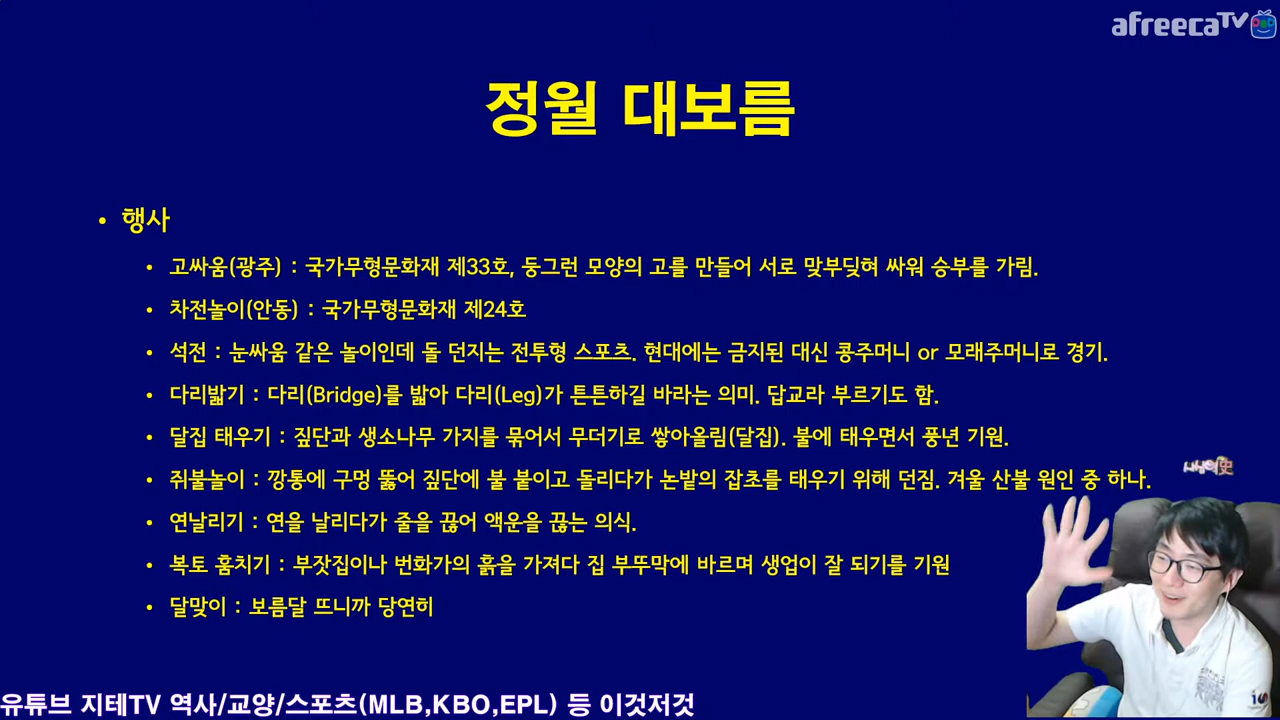 afreecaTV
정월 대보름
• 행사
• 고싸움(광주) : 국가무형문화재 제33호, 둥그런 모양의 고를 만들어 서로 맞부딪혀 싸워 승부를 가림.
• 차전놀이(안동) : 국가무형문화재 제24호
• 석전 : 눈싸움 같은 놀이인데 돌 던지는 전투형 스포츠. 현대에는 금지된 대신 콩주머니 or 모래주머니로 경기.
• 다리밟기 : 다리(Bridge)를 밟아 다리(Leg)가 튼튼하길 바라는 의미. 답교라 부르기도 함.
• 달집 태우기 : 짚단과 생소나무 가지를 묶어서 무더기로 쌓아올림(달집). 불에 태우면서 풍년 기원.
• 쥐불놀이 : 깡통에 구멍 뚫어 짚단에 불 붙이고 돌리다가 논밭의 잡초를 태우기 위해 던짐. 겨울 산불 원인 중 하나.
• 연날리기 : 연을 날리다가 줄을 끊어 액운을 끊는 의식.
• 복토 훔치기 : 부잣집이나 번화가의 흙을 가져다 집 부뚜막에 바르며 생업이 잘 되기를 기원
• 달맞이 : 보름달 뜨니까 당연히
유튜브 지테TV 역사/교양/스포츠(MLB,KBO,EPL) 등 이것저것